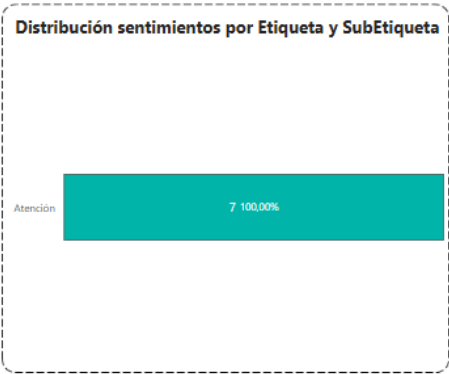 Distribución sentimientos por Etiqueta y SubEtiqueta
Atención 7 100,00%